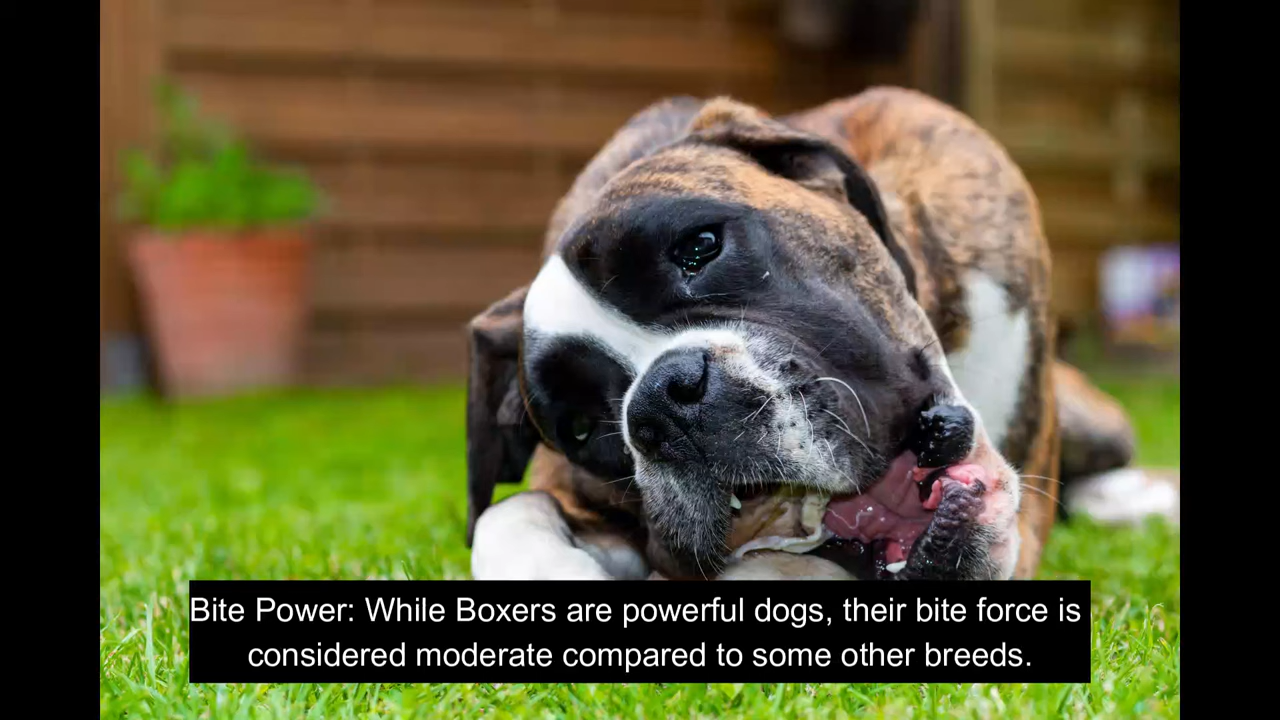 Bite Power: While Boxers are powerful dogs, their bite force is
considered moderate compared to some other breeds.